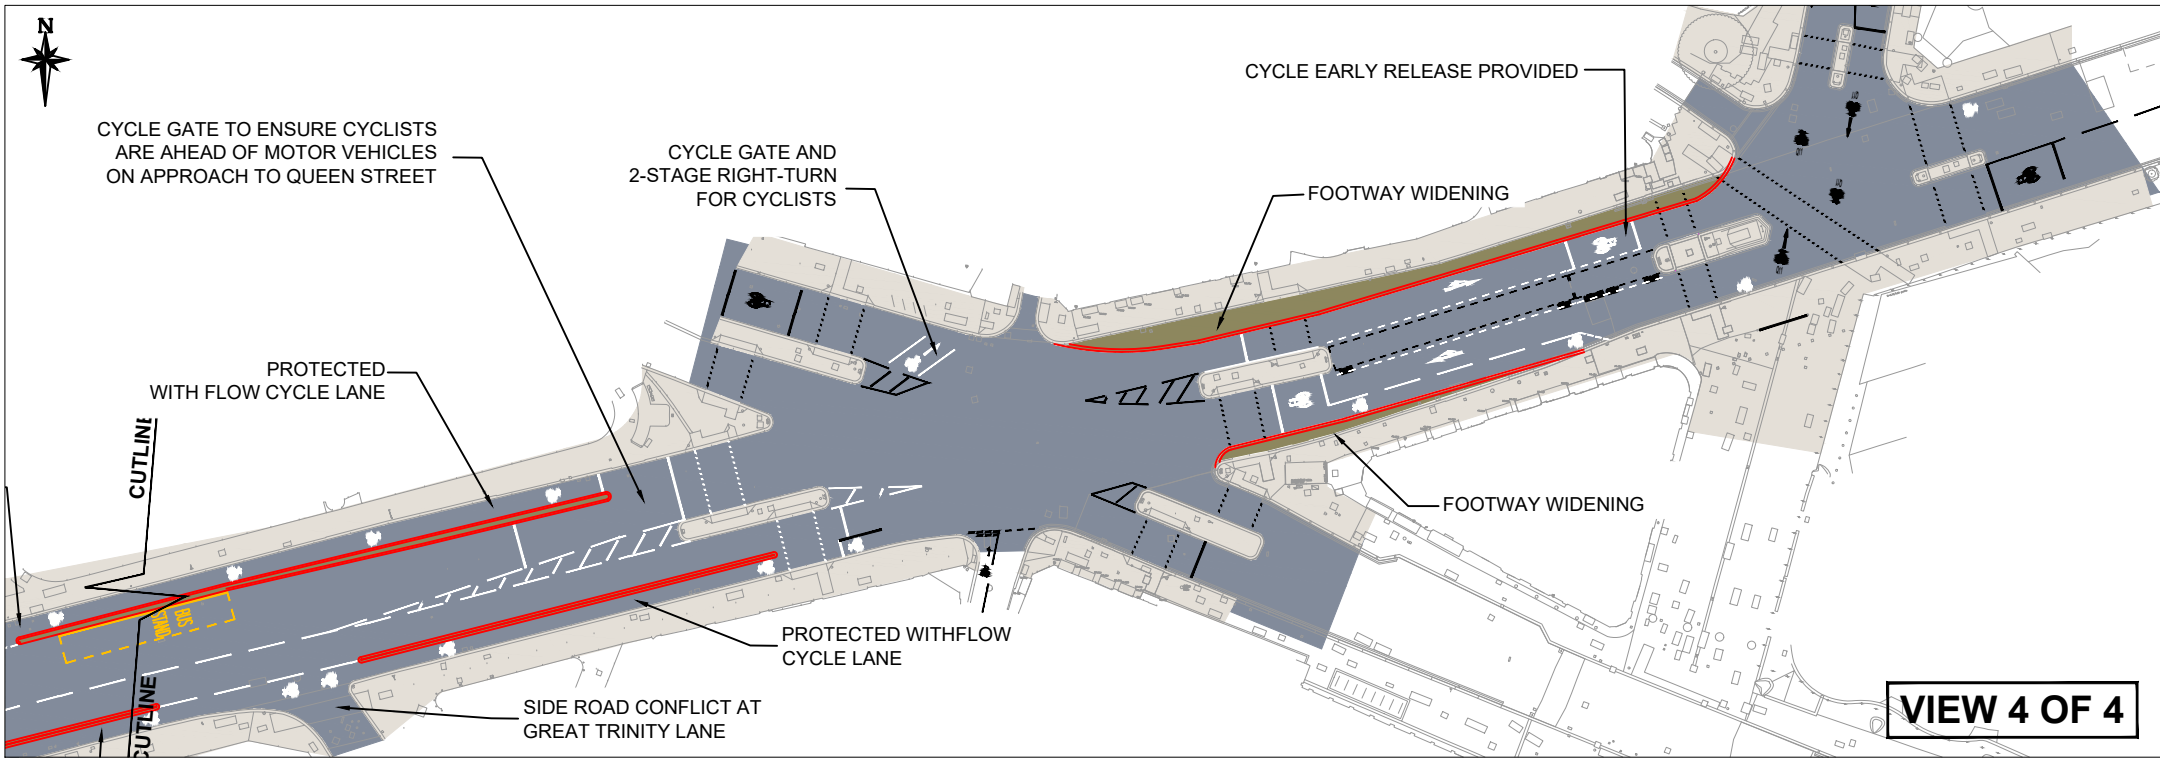 N
CYCLE GATE TO ENSURE CYCLISTS
ARE AHEAD OF MOTOR VEHICLES
ON APPROACH TO QUEEN STREET
CYCLE GATE AND
2-STAGE RIGHT-TURN
FOR CYCLISTS
CYCLE EARLY RELEASE PROVIDED
FOOTWAY WIDENING
PROTECTED
WITH FLOW CYCLE LANE
CUTLINE
BUS
STAND
FOOTWAY WIDENING
PROTECTED WITHFLOW
CYCLE LANE
SIDE ROAD CONFLICT AT
GREAT TRINITY LANE
CUTLINE
VIEW 4 OF 4